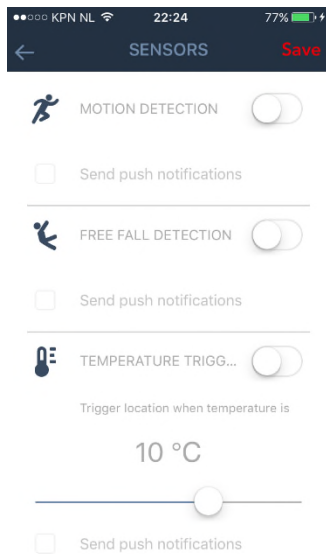 KPN NL 22:24 77%
SENSORS Save
MOTION DETECTION
Send push notifications
FREE FALL DETECTION
Send push notifications
TEMPERATURE TRIGG...
Trigger location when temperature is
10 °C
Send push notifications